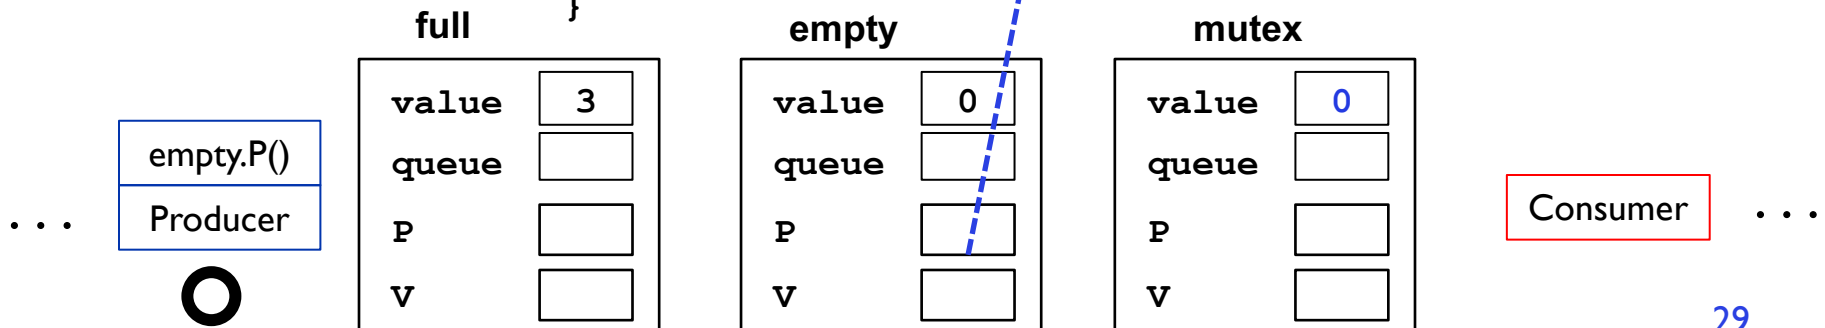 }
full
empty
mutex
value 3
value 0
value 0
empty.P()
queue
queue
queue
...
Producer
P
P
P
Consumer
...
V
V
V
29